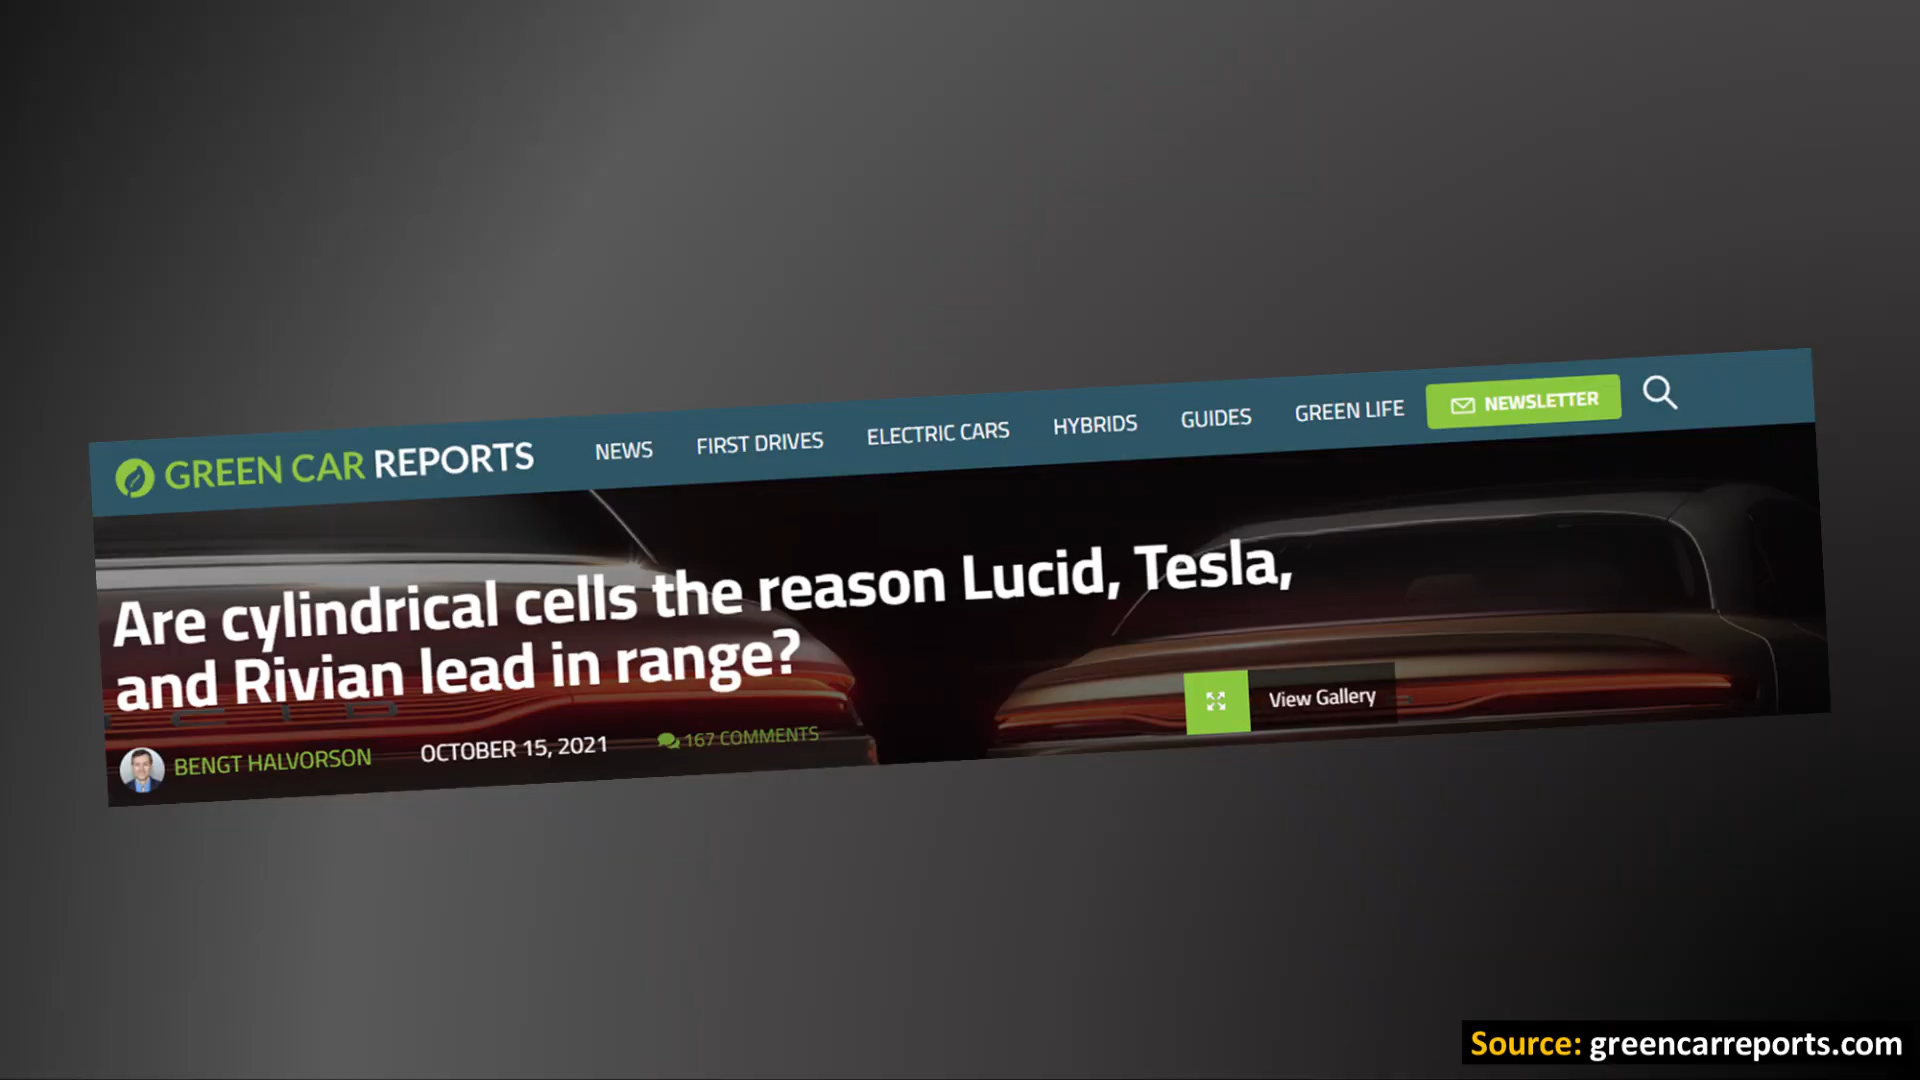 GREEN CAR REPORTS
NEWS FIRST DRIVES ELECTRIC CARS HYBRIDS GUIDES GREEN LIFE NEWSLETTER
Are cylindrical cells the reason Lucid, Tesla,
and Rivian lead in range?
View Gallery
BENGT HALVORSON OCTOBER 15, 2021 167 COMMENTS
Source: greencarreports.com